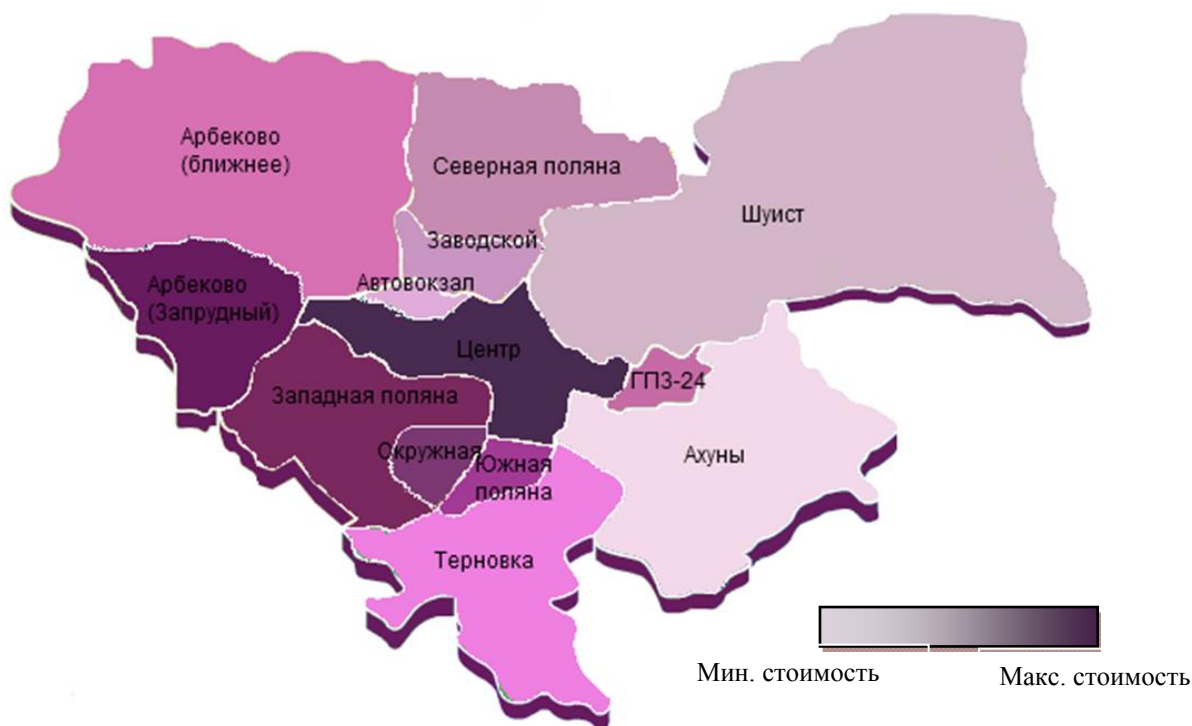 Арбеково
(ближнее)
Северная поляна
Шуист
Заводской
Автовокзал
Арбеково
(Запрудный)
Центр
ГПЗ-24
Западная поляна
Окружная
Южная
поляна
Ахуны
Терновка
Мин. стоимость
Макс. стоимость